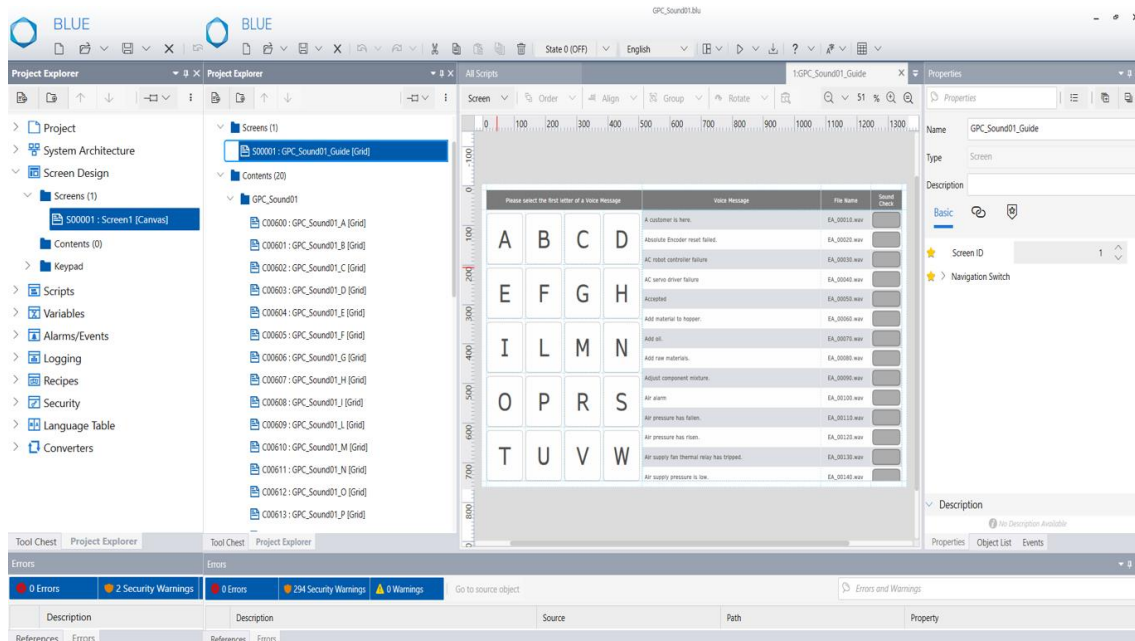 GPC_Sound01.blu
BLUE
BLUE
State 0 (OFF)
English
Project Explorer
Project Explorer
All Scripts
1:GPC_Sound01_Guide
Properties
Screen
Order
Align
Group
Rotate
51 %
Properties
Project
System Architecture
Screen Design
Screens (1)
S00001 : Screen1 [Canvas]
Contents (0)
Keypad
Scripts
Variables
Alarms/Events
Logging
Recipes
Security
Language Table
Converters
Screens (1)
S00001 : GPC_Sound01_Guide [Grid]
Contents (20)
GPC_Sound01
C00600 : GPC_Sound01_A [Grid]
C00601 : GPC_Sound01_B [Grid]
C00602 : GPC_Sound01_C [Grid]
C00603 : GPC_Sound01_D [Grid]
C00604 : GPC_Sound01_E [Grid]
C00605 : GPC_Sound01_F [Grid]
C00606 : GPC_Sound01_G [Grid]
C00607 : GPC_Sound01_H [Grid]
C00608 : GPC_Sound01_I [Grid]
C00609 : GPC_Sound01_L [Grid]
C00610 : GPC_Sound01_M [Grid]
C00611 : GPC_Sound01_N [Grid]
C00612 : GPC_Sound01_O [Grid]
C00613 : GPC_Sound01_P [Grid]
0 100 200 300 400 500 600 700 800 900 1000 1100 1200 1300
-100
0
100
200
300
400
500
600
700
800
Please select the first letter of a Voice Message
Voice Message
File Name
Sound Check
A B C D
E F G H
I L M N
O P R S
T U V W
A customer is here. EA_00010.wav
Absolute Encoder reset failed. EA_00020.wav
AC robot controller failure EA_00030.wav
AC servo driver failure EA_00040.wav
Accepted EA_00050.wav
Add material to hopper. EA_00060.wav
Add oil. EA_00075.wav
Add raw materials. EA_00080.wav
Adjust component mixture. EA_00090.wav
Air alarm EA_00100.wav
Air pressure has fallen. EA_00110.wav
Air pressure has risen. EA_00120.wav
Air supply fan thermal relay has tripped. EA_00130.wav
Air supply pressure is low. EA_00140.wav
Name GPC_Sound01_Guide
Type Screen
Description
Basic
Screen ID 1
Navigation Switch
Description
No Description Available
Tool Chest Project Explorer
Tool Chest Project Explorer
Properties Object List Events
Errors
Errors
0 Errors 2 Security Warnings
0 Errors 294 Security Warnings 0 Warnings
Go to source object
Errors and Warnings
Description
Description Source Path Property
References Errors
References Errors